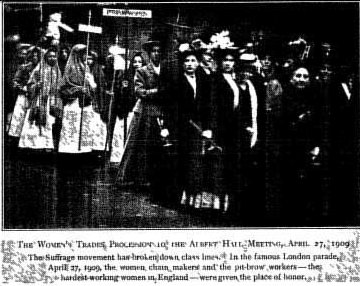 The Women's Trades Procession to the Albert Hall Meeting, April 27, 1909
The Suffrage movement has broken down class lines. In the famous London parade,
April 27, 1909, the women chain makers and the pit-brow workers — the
hardest-working women in England — were given the place of honor.